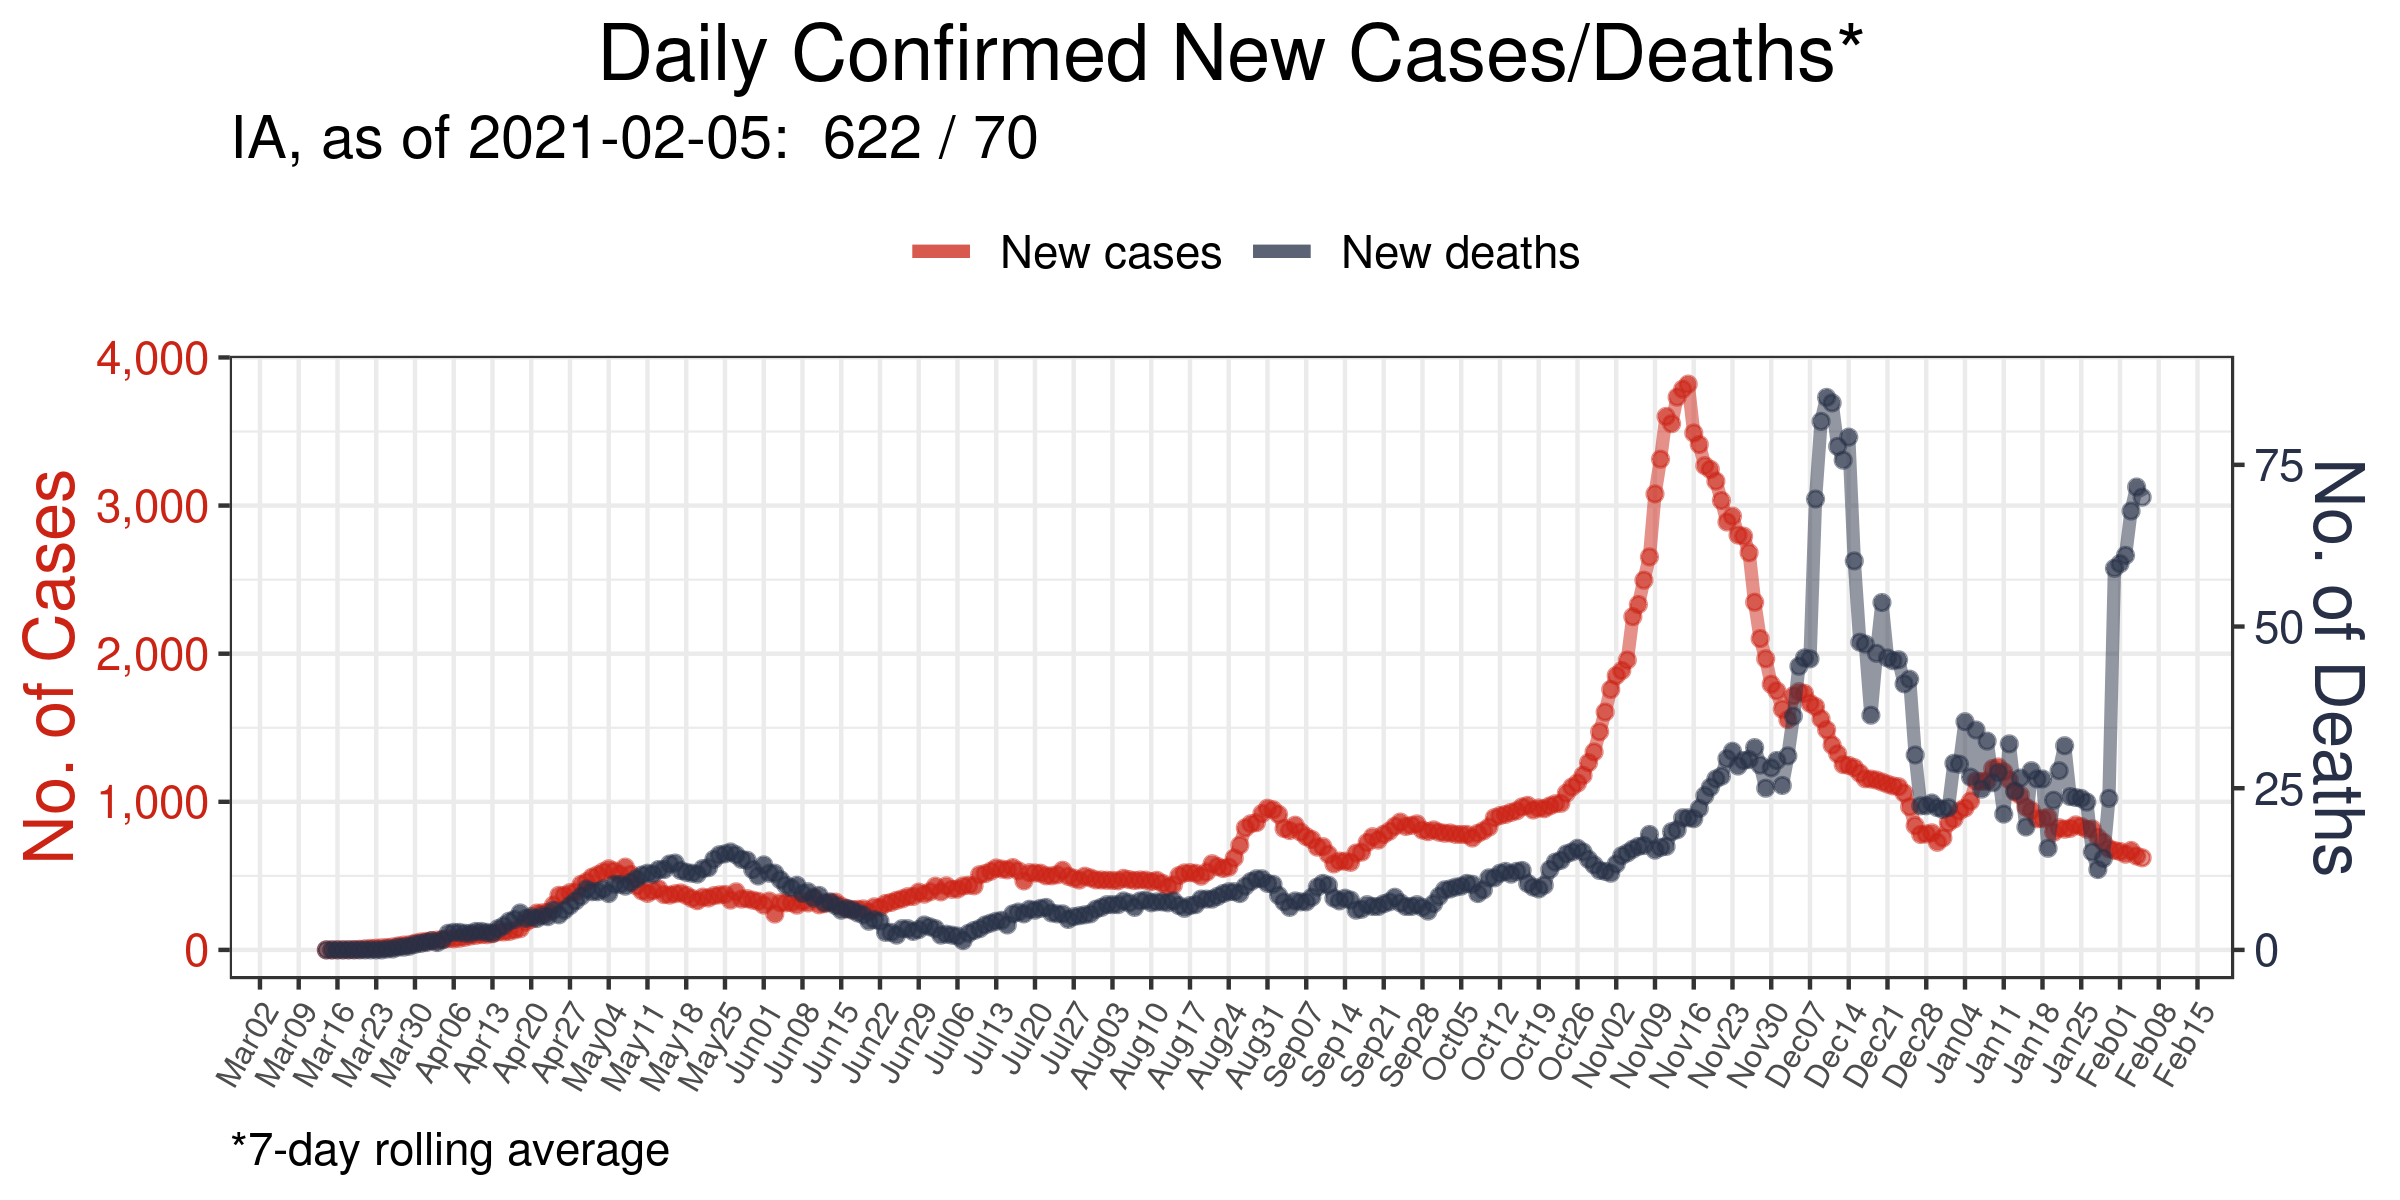 Daily Confirmed New Cases/Deaths*
IA, as of 2021-02-05:  622 / 70
New cases New deaths
No. of Cases
4,000
3,000
2,000
1,000
0
No. of Deaths
75
50
25
0
Mar02 Mar09 Mar16 Mar23 Mar30 Apr06 Apr13 Apr20 Apr27 May04 May11 May18 May25 Jun01 Jun08 Jun15 Jun22 Jun29 Jul06 Jul13 Jul20 Jul27 Aug03 Aug10 Aug17 Aug24 Aug31 Sep07 Sep14 Sep21 Sep28 Oct05 Oct12 Oct19 Oct26 Nov02 Nov09 Nov16 Nov23 Nov30 Dec07 Dec14 Dec21 Dec28 Jan04 Jan11 Jan18 Jan25 Feb01 Feb08 Feb15
*7-day rolling average